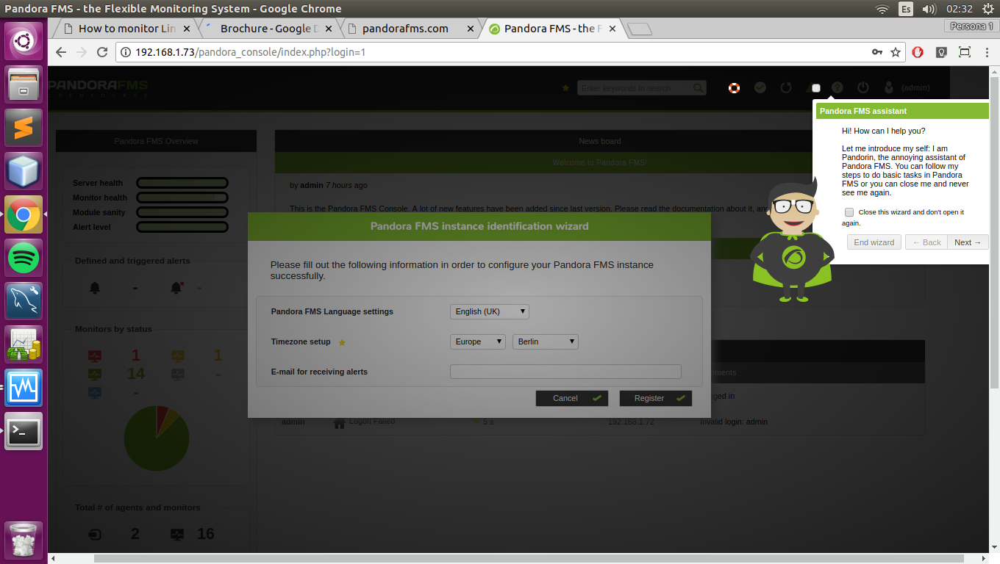 Pandora FMS - the Flexible Monitoring System - Google Chrome
Es
02:32
How to monitor Lin
Brochure - Google D
pandorafms.com
Pandora FMS - the F
Persona 1
192.168.1.73/pandora_console/index.php?login=1
PANDORAFMS
OPENSOURCE
Enter keywords to search
(admin)
Pandora FMS assistant
Hi! How can I help you?
Let me introduce my self: I am
Pandorin, the annoying assistant of
Pandora FMS. You can follow my
steps to do basic tasks in Pandora
FMS or you can close me and never
see me again.
Close this wizard and don't open it
again.
End wizard
← Back
Next →
Pandora FMS Overview
Server health
Monitor health
Module sanity
Alert level
Defined and triggered alerts
-
-
Monitors by status
1
1
14
-
-
Total # of agents and monitors
2
16
News board
Welcome to Pandora FMS!
by admin 7 hours ago
This is the Pandora FMS Console. A lot of new features have been added since last version. Please read the documentation about it, and
Pandora FMS instance identification wizard
Please fill out the following information in order to configure your Pandora FMS instance
successfully.
Pandora FMS Language settings
English (UK)
Timezone setup
Europe
Berlin
E-mail for receiving alerts
Cancel
Register
ments
gged in
admin
Logon Failed
5 s
192.168.1.72
Invalid login: admin